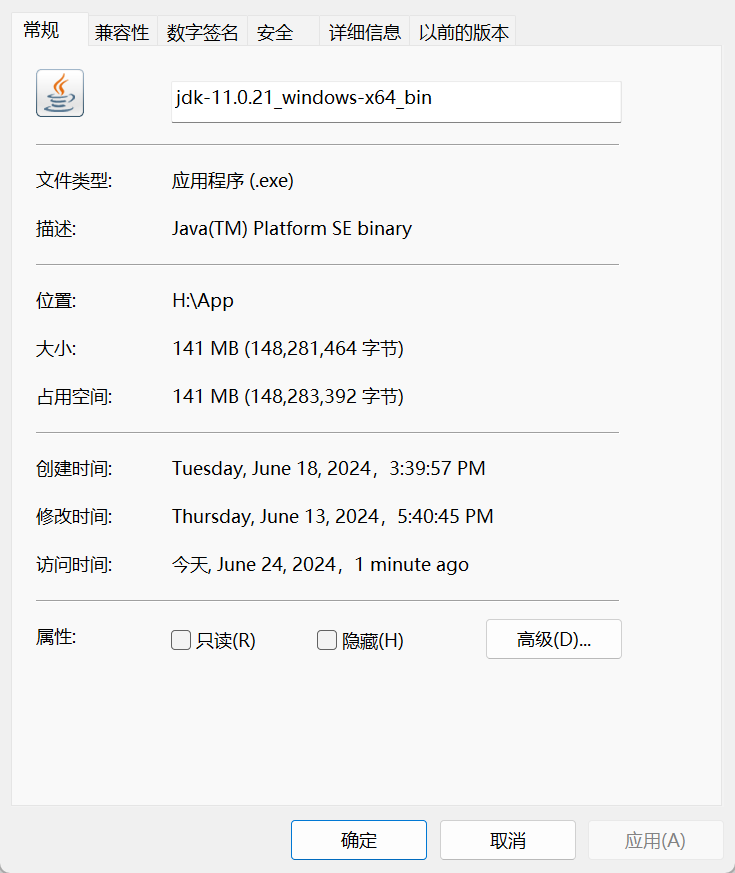 常规 兼容性 数字签名 安全 详细信息 以前的版本
jdk-11.0.21_windows-x64_bin
文件类型: 应用程序 (.exe)
描述: Java(TM) Platform SE binary
位置: H:\App
大小: 141 MB (148,281,464 字节)
占用空间: 141 MB (148,283,392 字节)
创建时间: Tuesday, June 18, 2024，3:39:57 PM
修改时间: Thursday, June 13, 2024，5:40:45 PM
访问时间: 今天, June 24, 2024，1 minute ago
属性: 只读(R) 隐藏(H) 高级(D)...
确定 取消 应用(A)